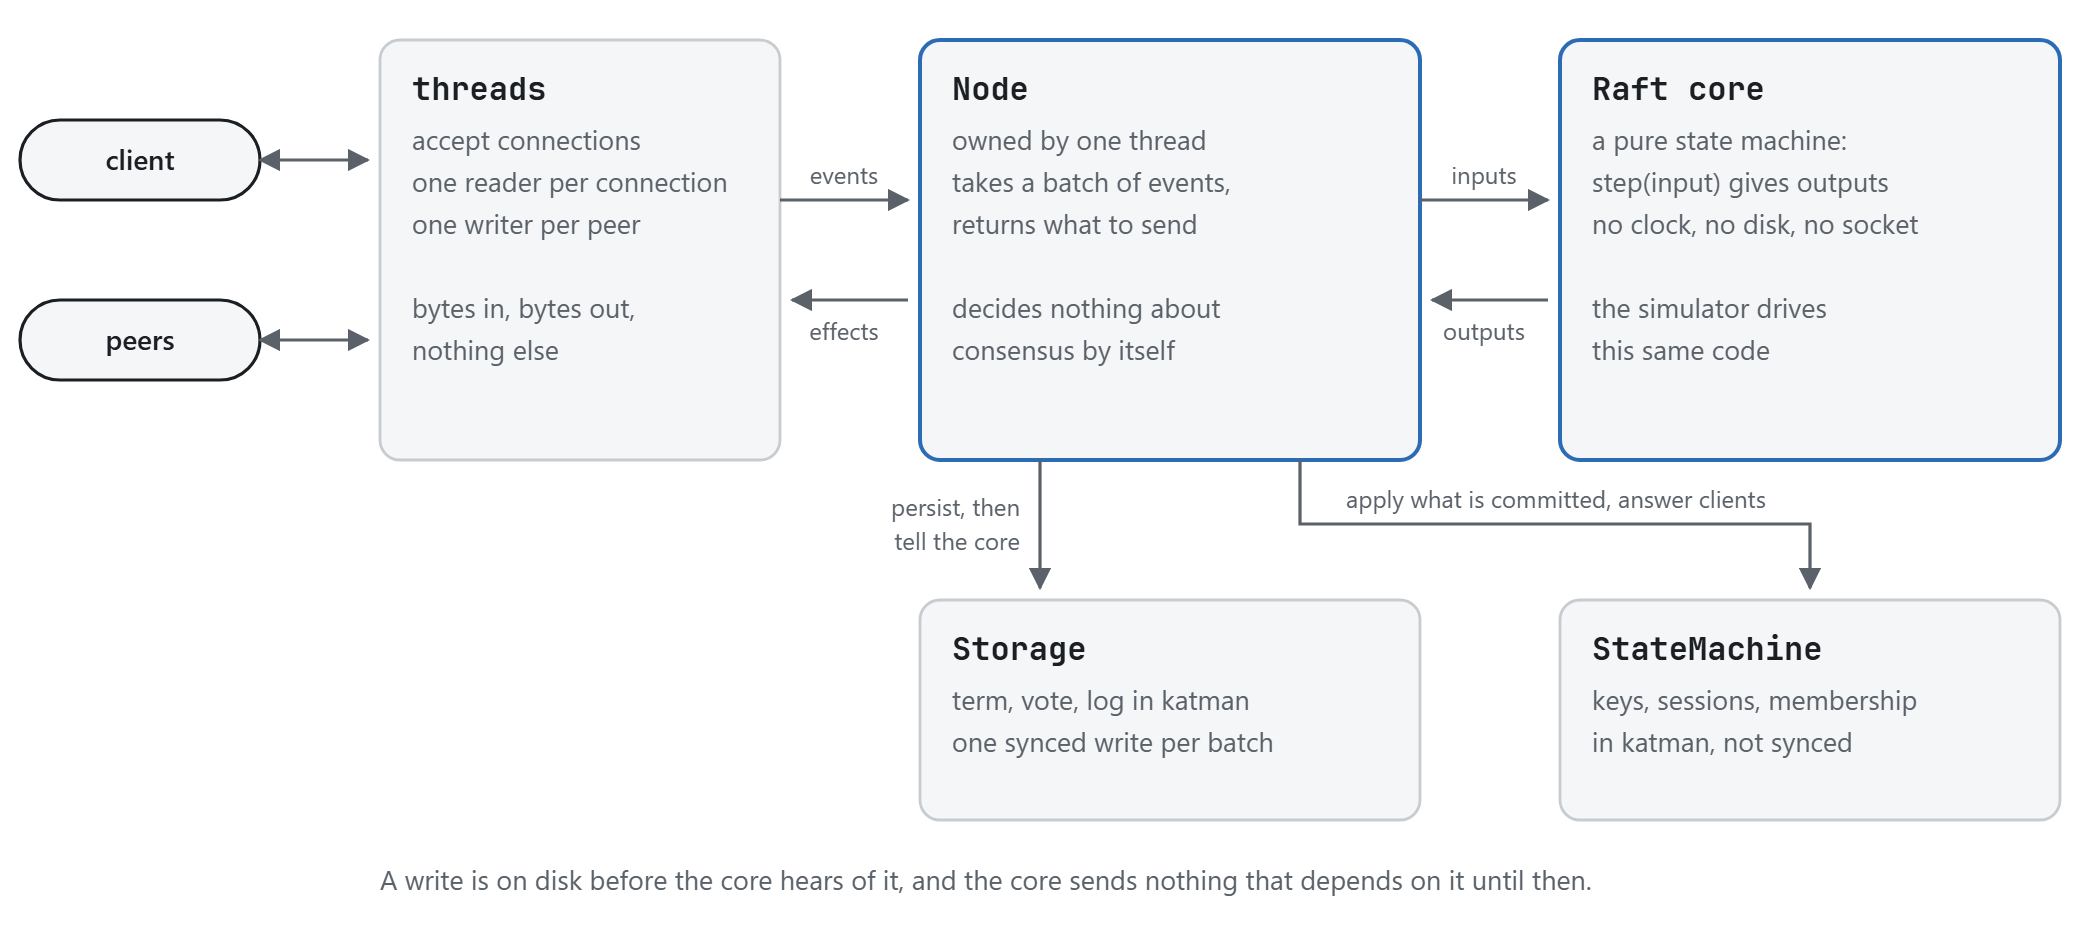 client
peers
threads
accept connections
one reader per connection
one writer per peer
bytes in, bytes out,
nothing else
events
effects
Node
owned by one thread
takes a batch of events,
returns what to send
decides nothing about
consensus by itself
inputs
outputs
Raft core
a pure state machine:
step(input) gives outputs
no clock, no disk, no socket
the simulator drives
this same code
persist, then
tell the core
apply what is committed, answer clients
Storage
term, vote, log in katman
one synced write per batch
StateMachine
keys, sessions, membership
in katman, not synced
A write is on disk before the core hears of it, and the core sends nothing that depends on it until then.